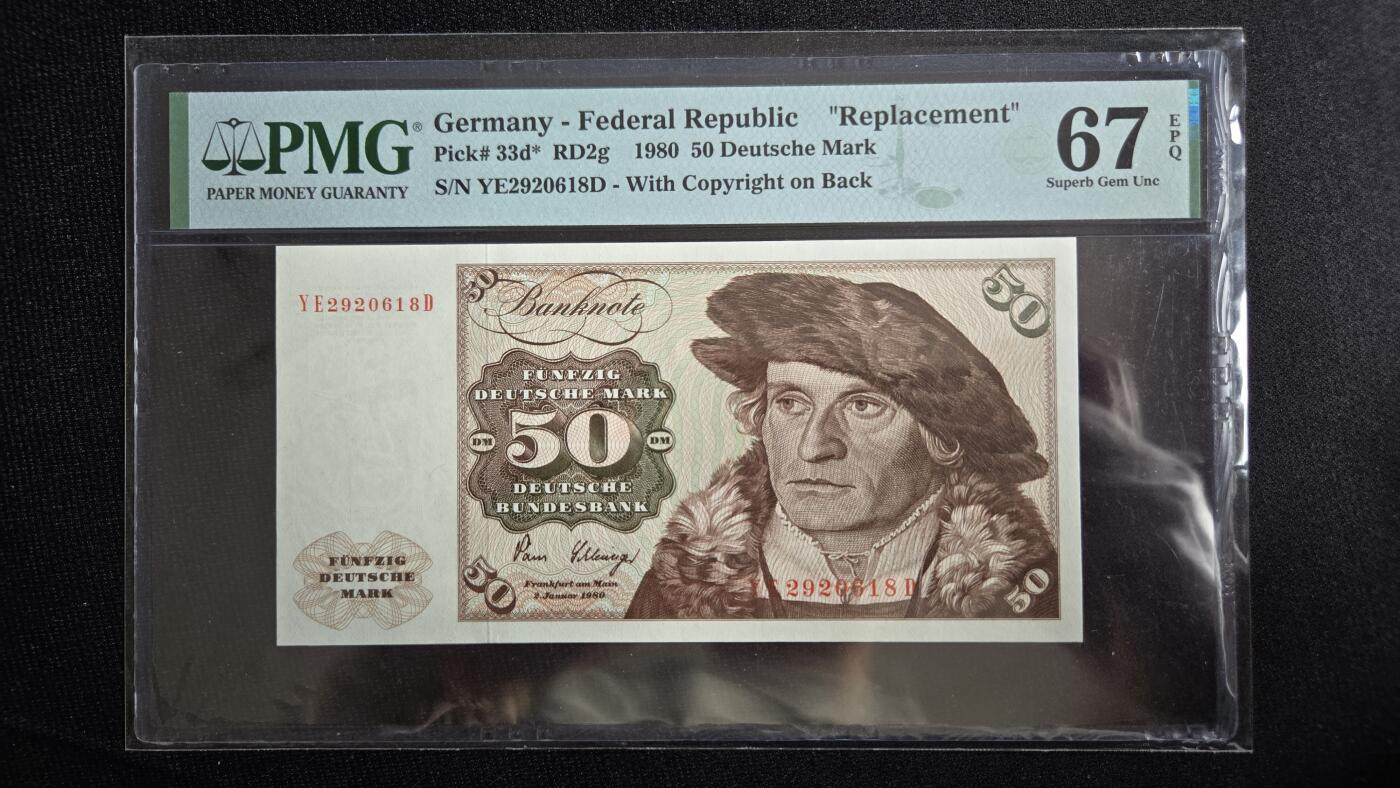 PMG®
PAPER MONEY GUARANTY
Germany - Federal Republic "Replacement"
Pick# 33d* RD2g 1980 50 Deutsche Mark
S/N YE2920618D - With Copyright on Back
67
EPQ
Superb Gem Unc
YE2920618D
50
Banknote
50
FÜNFZIG
DEUTSCHE MARK
DM
50
DM
DEUTSCHE
BUNDESBANK
Frankfurt am Main
2. Januar 1980
50
FÜNFZIG
DEUTSCHE
MARK
YE2920618D
50